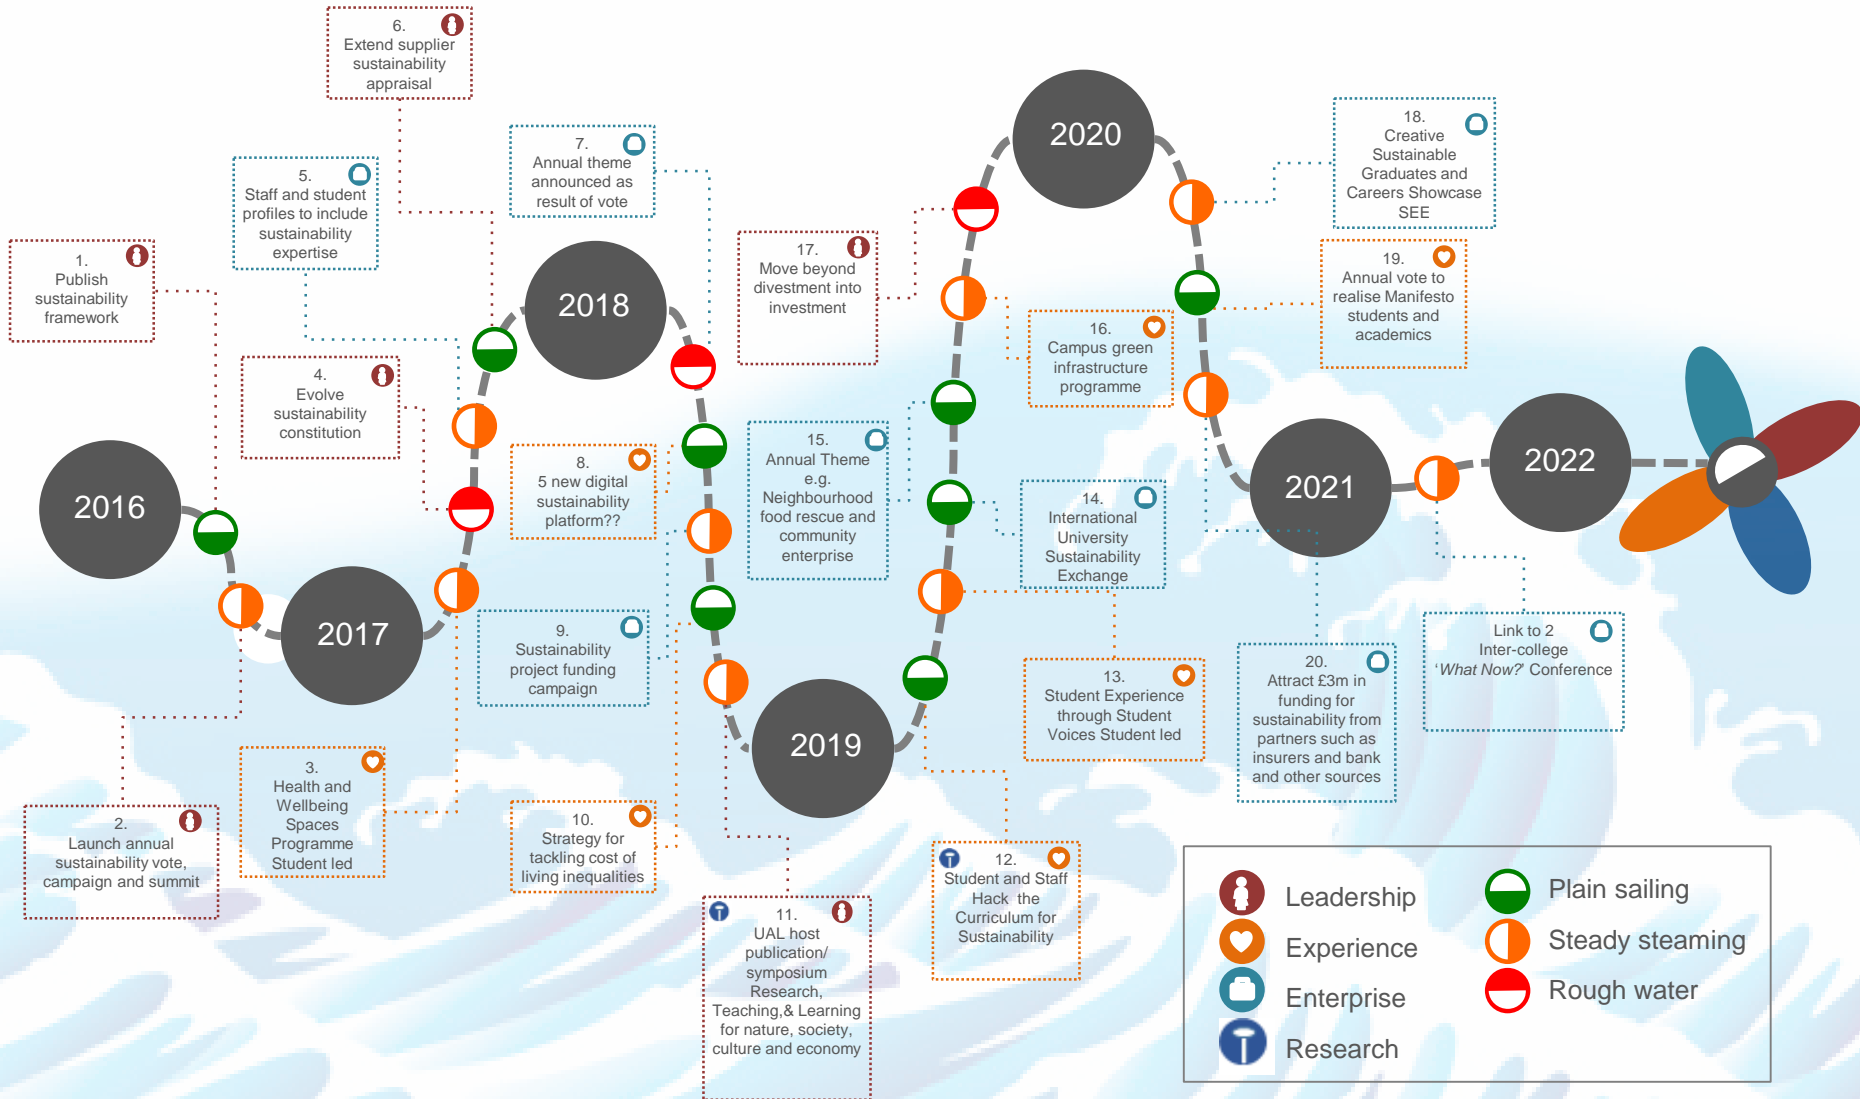 6.
Extend supplier
sustainability
appraisal
7.
Annual theme
announced as
result of vote
5.
Staff and student
profiles to include
sustainability
expertise
1.
Publish
sustainability
framework
4.
Evolve
sustainability
constitution
2016
2017
2018
2019
2020
2021
2022
2.
Launch annual
sustainability vote,
campaign and summit
3.
Health and
Wellbeing
Spaces
Programme
Student led
8.
5 new digital
sustainability
platform??
9.
Sustainability
project funding
campaign
10.
Strategy for
tackling cost of
living inequalities
11.
UAL host
publication/
symposium
Research,
Teaching,& Learning
for nature, society,
culture and economy
12.
Student and Staff
Hack the
Curriculum for
Sustainability
13.
Student Experience
through Student
Voices Student led
14.
International
University
Sustainability
Exchange
15.
Annual Theme
e.g.
Neighbourhood
food rescue and
community
enterprise
16.
Campus green
infrastructure
programme
17.
Move beyond
divestment into
investment
18.
Creative
Sustainable
Graduates and
Careers Showcase
SEE
19.
Annual vote to
realise Manifesto
students and
academics
20.
Attract £3m in
funding for
sustainability from
partners such as
insurers and bank
and other sources
Link to 2
Inter-college
‘What Now?’ Conference
Leadership
Experience
Enterprise
Research
Plain sailing
Steady steaming
Rough water